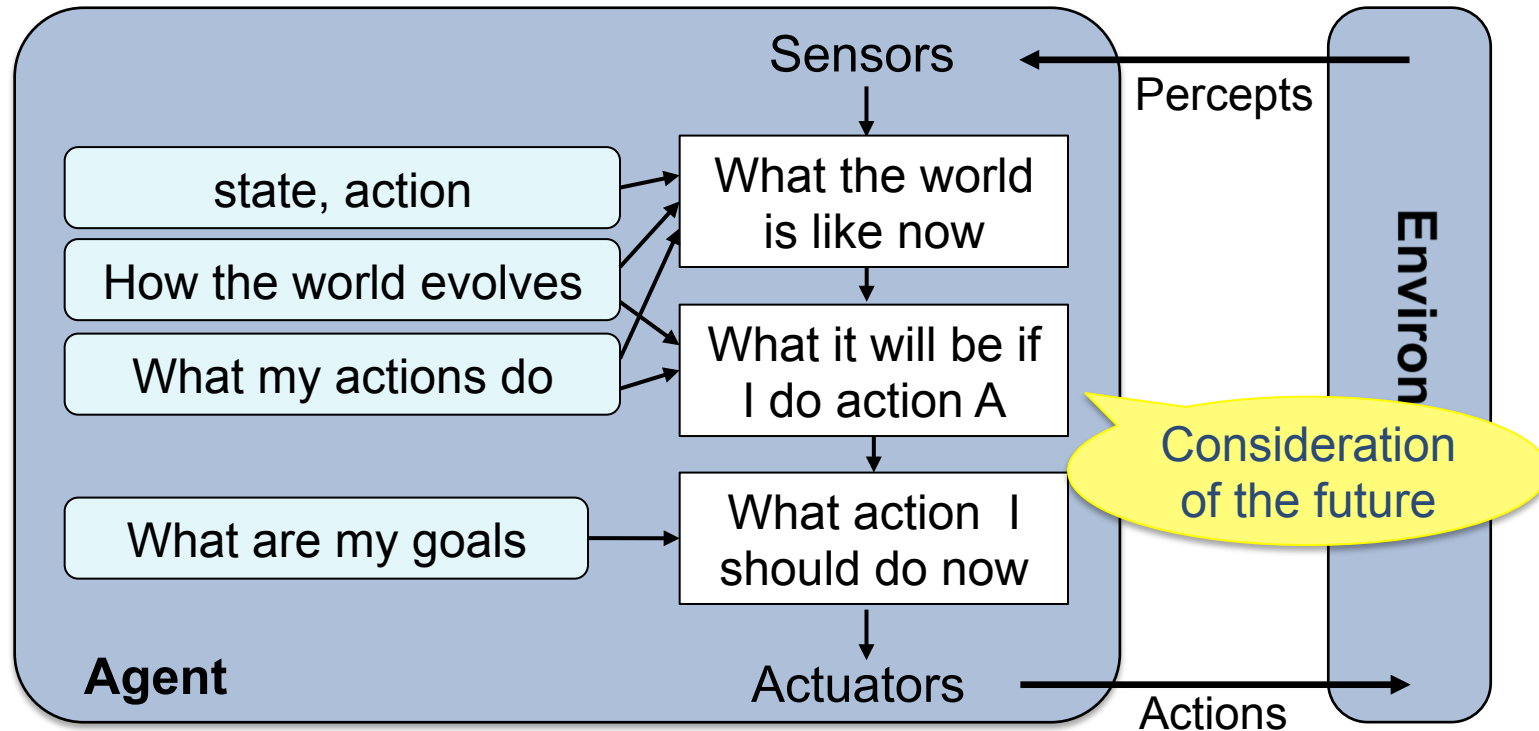 Sensors
Percepts
state, action
What the world
is like now
How the world evolves
What my actions do
What it will be if
I do action A
Environ
Consideration
of the future
What are my goals
What action I
should do now
Agent
Actuators
Actions